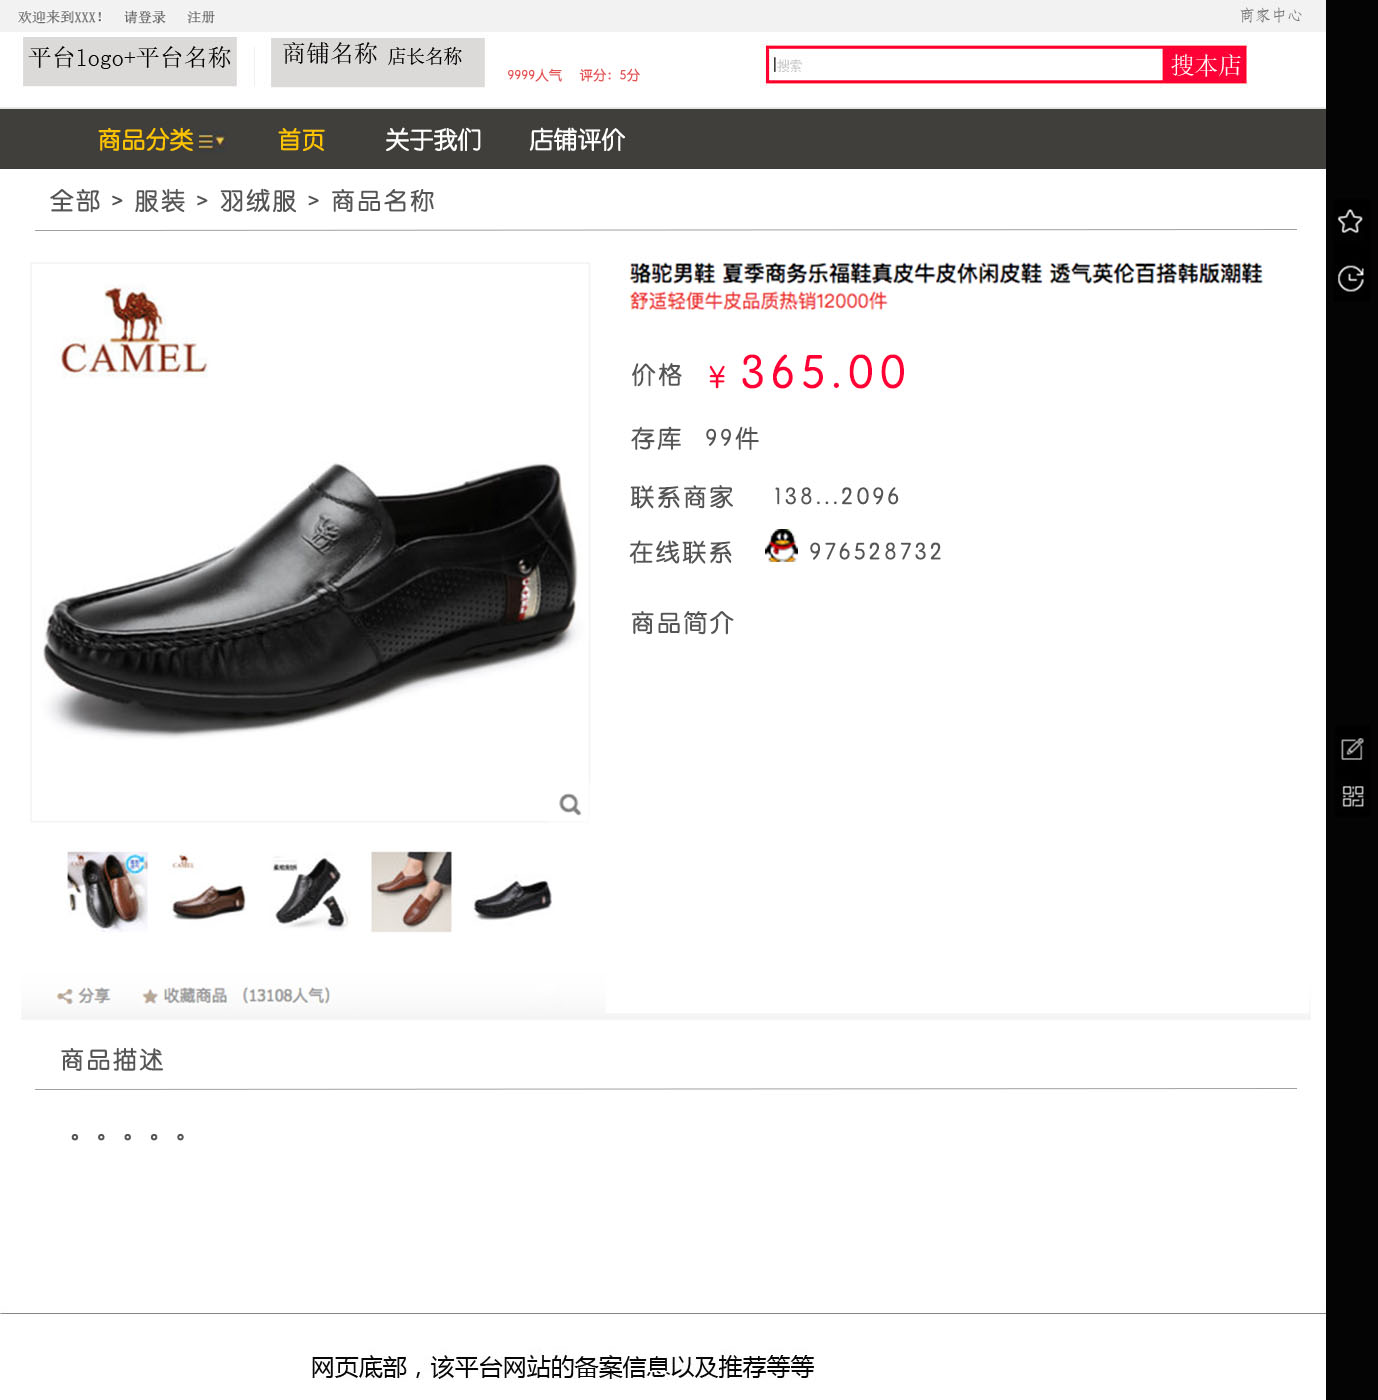 欢迎来到XXX！ 请登录 注册 商家中心
平台logo+平台名称 商铺名称 店长名称 9999人气 评分：5分 搜索 搜本店
商品分类 首页 关于我们 店铺评价
全部 > 服装 > 羽绒服 > 商品名称
骆驼男鞋 夏季商务乐福鞋真皮牛皮休闲皮鞋 透气英伦百搭韩版潮鞋
舒适轻便牛皮品质热销12000件
CAMEL
价格 ¥ 365.00
存库 99件
联系商家 138...2096
在线联系 976528732
商品简介
CAMEL
分享 收藏商品 （13108人气）
商品描述
。。。。。
网页底部，该平台网站的备案信息以及推荐等等